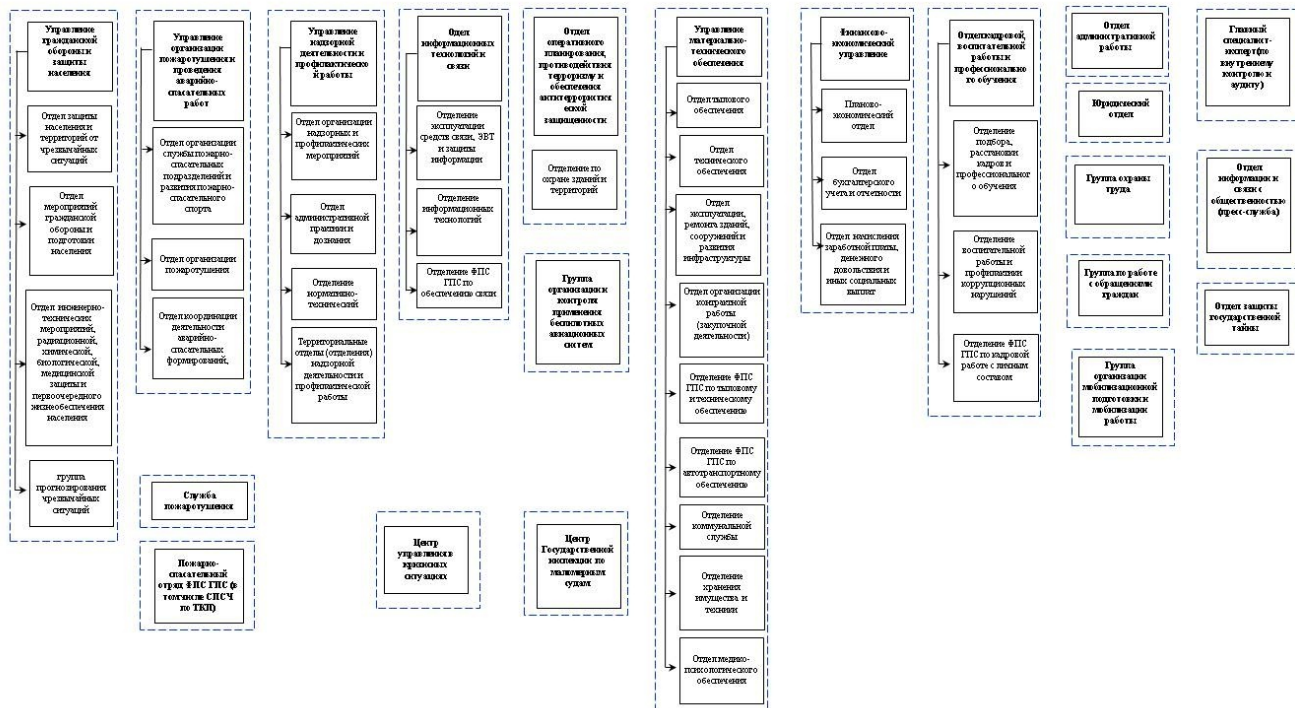 Управление
гражданской
обороны и
защиты
населения
Отдел защиты
населения и
территорий от
чрезвычайных
ситуаций
Отдел
мероприятий
гражданской
обороны и
подготовки
населения
Отдел инженерно-
технических
мероприятий,
радиационной,
химической,
биологической,
медицинской
защиты и
первоочередного
жизнеобеспечения
населения
группа
прогнозирования
чрезвычайных
ситуаций
Управление
организации
пожаротушения и
проведения
аварийно-
спасательных
работ
Отдел организации
службы пожарно-
спасательных
подразделений и
развития пожарно-
спасательного
спорта
Отдел организации
пожаротушения
Отдел координации
деятельности
аварийно-
спасательных
формирований,
Служба
пожаротушения
Пожарно-
спасательный
отряд ФПС ГПС (в
том числе СПСЧ
по ТКП)
Управление
надзорной
деятельности и
профилактическо
й работы
Отдел организации
надзорных и
профилактических
мероприятий
Отдел
административной
практики и
дознания
Отделение
нормативно-
технический
Территориальные
отделы (отделения)
надзорной
деятельности и
профилактической
работы
Одел
информационных
технологий и
связи
Отделение
эксплуатации
средств связи, ЭВТ
и защиты
информации
Отделение
информационных
технологий
Отделение ФПС
ГПС по
обеспечению связи
Центр
управления в
кризисных
ситуациях
Отдел
оперативного
планирования,
противодействия
терроризму и
обеспечения
антитеррористич
еской
защищенности
Отделение по
охране зданий и
территорий
Группа
организации и
контроля
применения
беспилотных
авиационных
систем
Центр
Государственной
инспекции по
маломерным
судам
Управление
материально-
технического
обеспечения
Отдел тылового
обеспечения
Отдел
технического
обеспечения
Отдел
эксплуатации,
ремонта зданий,
сооружений и
развития
инфраструктуры
Отдел организации
контрактной
работы
(закупочной
деятельности)
Отделение ФПС
ГПС по тыловому
и техническому
обеспечению
Отделение ФПС
ГПС по
автотранспортному
обеспечению
Отделение
коммунальной
службы
Отделение
хранения
имущества и
техники
Отдел медико-
психологического
обеспечения
Финансово-
экономический
управление
Планово-
экономический
отдел
Отдел
бухгалтерского
учета и отчетности
Отдел начисления
заработной платы,
денежного
довольствия и
иных социальных
выплат
Отдел кадровой,
воспитательной
работы и
профессионально
го обучения
Отделение
подбора,
расстановки
кадров и
профессиональног
о обучения
Отделение
воспитательной
работы и
профилактики
коррупционных
нарушений
Отделение ФПС
ГПС по кадровой
работе с личным
составом
Отдел
административной
работы
Юридический
отдел
Группа охраны
труда
Группа по работе
с обращениями
граждан
Группа
организации
мобилизационной
подготовки и
мобилизации
работы
Главный
специалист-
эксперт (по
внутреннему
контролю и
аудиту)
Отдел
информации и
связи с
общественностью
(пресс-служба)
Отдел защиты
государственной
тайны